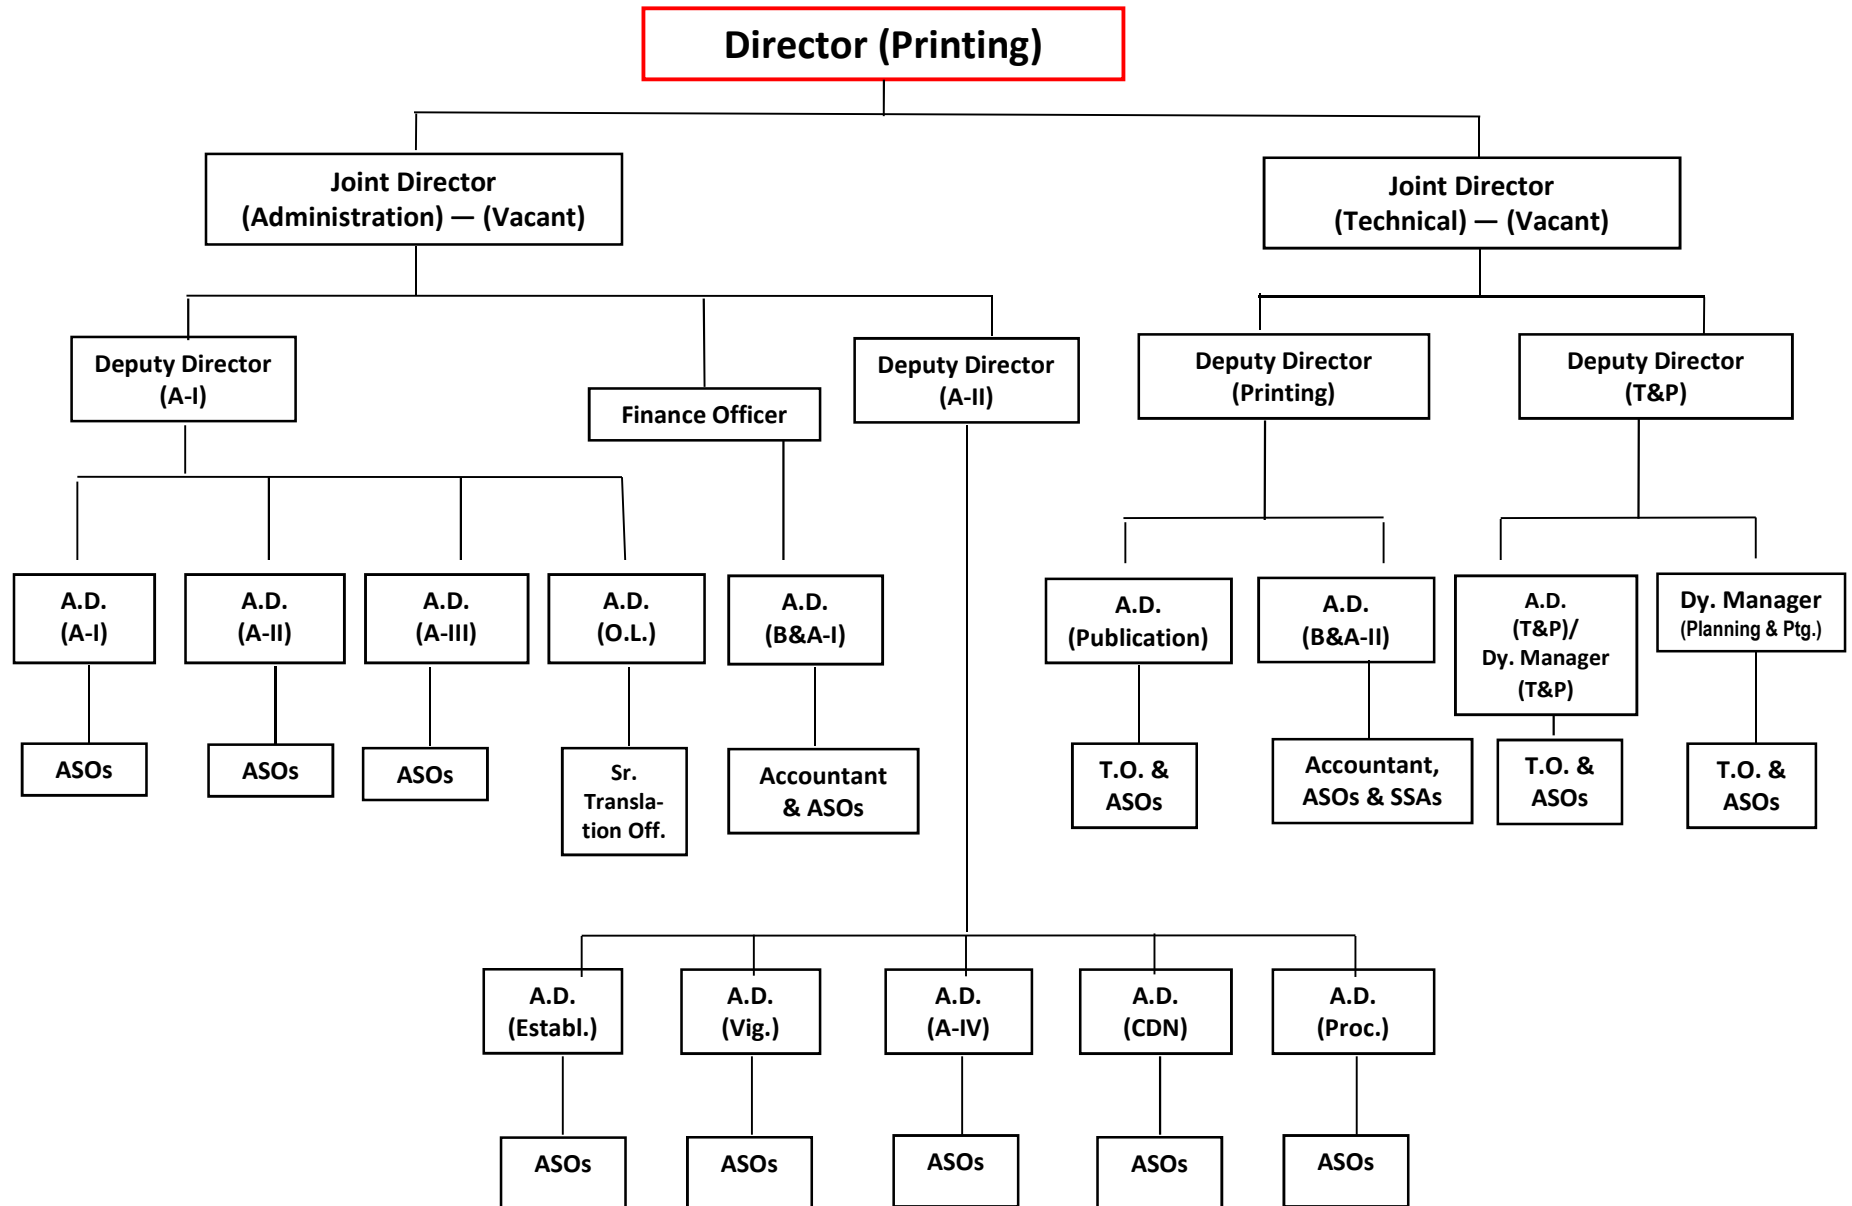 Director (Printing)
Joint Director
(Administration) — (Vacant)
Joint Director
(Technical) — (Vacant)
Deputy Director
(A-I)
Finance Officer
Deputy Director
(A-II)
Deputy Director
(Printing)
Deputy Director
(T&P)
A.D.
(A-I)
A.D.
(A-II)
A.D.
(A-III)
A.D.
(O.L.)
A.D.
(B&A-I)
A.D.
(Publication)
A.D.
(B&A-II)
A.D.
(T&P)/
Dy. Manager
(T&P)
Dy. Manager
(Planning & Ptg.)
ASOs
ASOs
ASOs
Sr.
Transla-
tion Off.
Accountant
& ASOs
T.O. &
ASOs
Accountant,
ASOs & SSAs
T.O. &
ASOs
T.O. &
ASOs
A.D.
(Establ.)
A.D.
(Vig.)
A.D.
(A-IV)
A.D.
(CDN)
A.D.
(Proc.)
ASOs
ASOs
ASOs
ASOs
ASOs